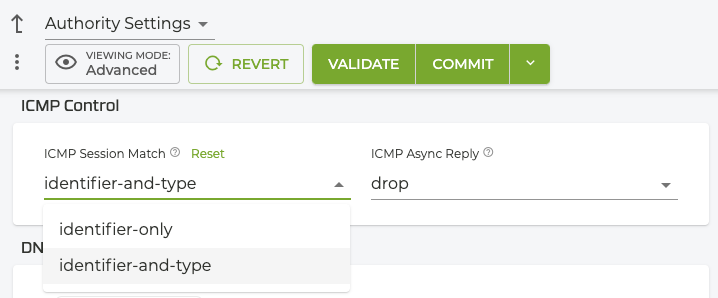 Authority Settings
VIEWING MODE:
Advanced
REVERT
VALIDATE
COMMIT
ICMP Control
ICMP Session Match ? Reset
ICMP Async Reply ?
identifier-and-type
drop
identifier-only
DN
identifier-and-type